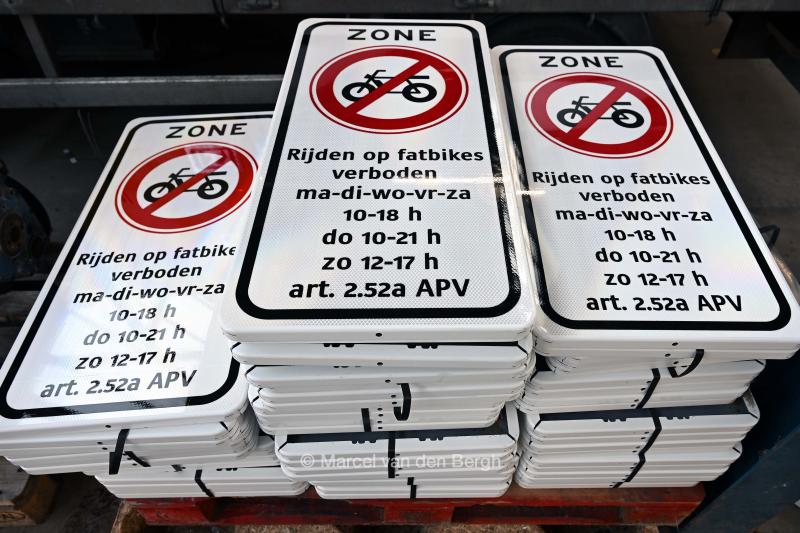 ZONE
Rijden op fatbike
verboden
ma-di-wo-vr-za
10-18 h
do 10-21 h
zo 12-17 h
art. 2.52a APV
ZONE
Rijden op fatbikes
verboden
ma-di-wo-vr-za
10-18 h
do 10-21 h
zo 12-17 h
art. 2.52a APV
ZONE
Rijden op fatbikes
verboden
ma-di-wo-vr-za
10-18 h
do 10-21 h
zo 12-17 h
art. 2.52a APV
© Marcel van den Bergh